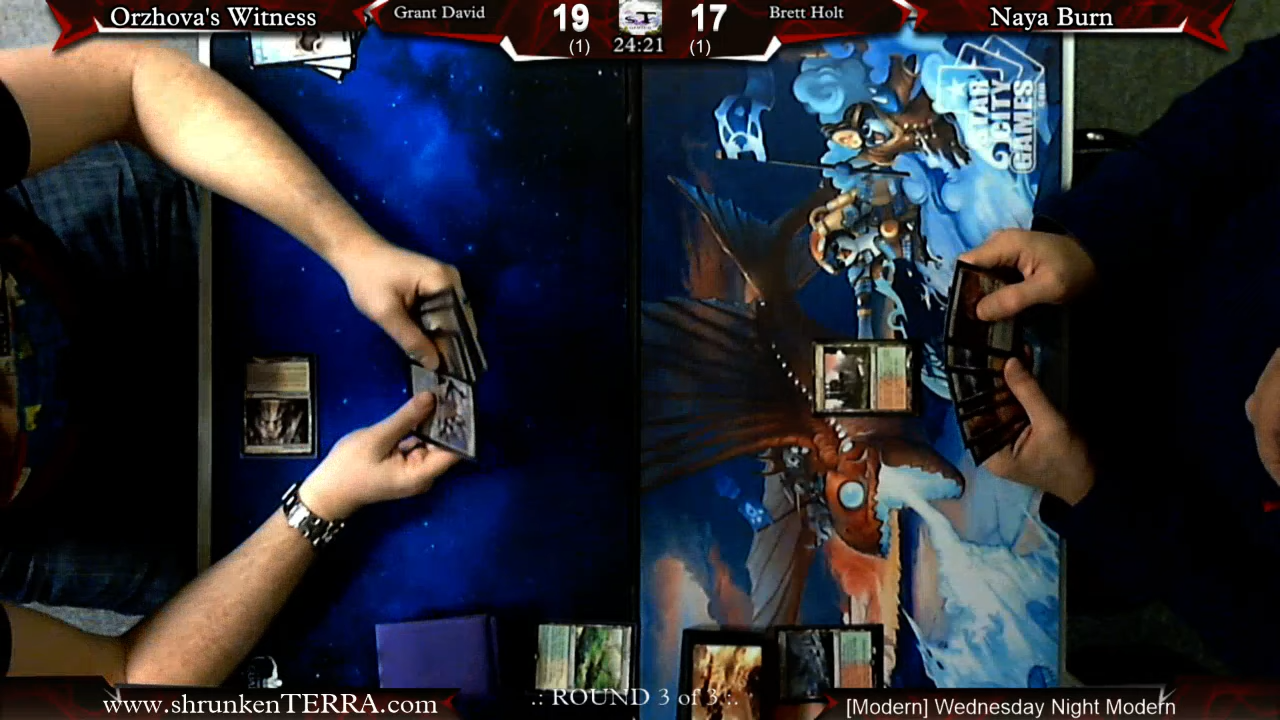 Orzhova's Witness
Grant David
19
(1)
24:21
17
(1)
Brett Holt
Naya Burn
STAR
CITY
GAMES
.com
www.shrunkenTERRA.com
.: ROUND 3 of 3 :.
[Modern] Wednesday Night Modern